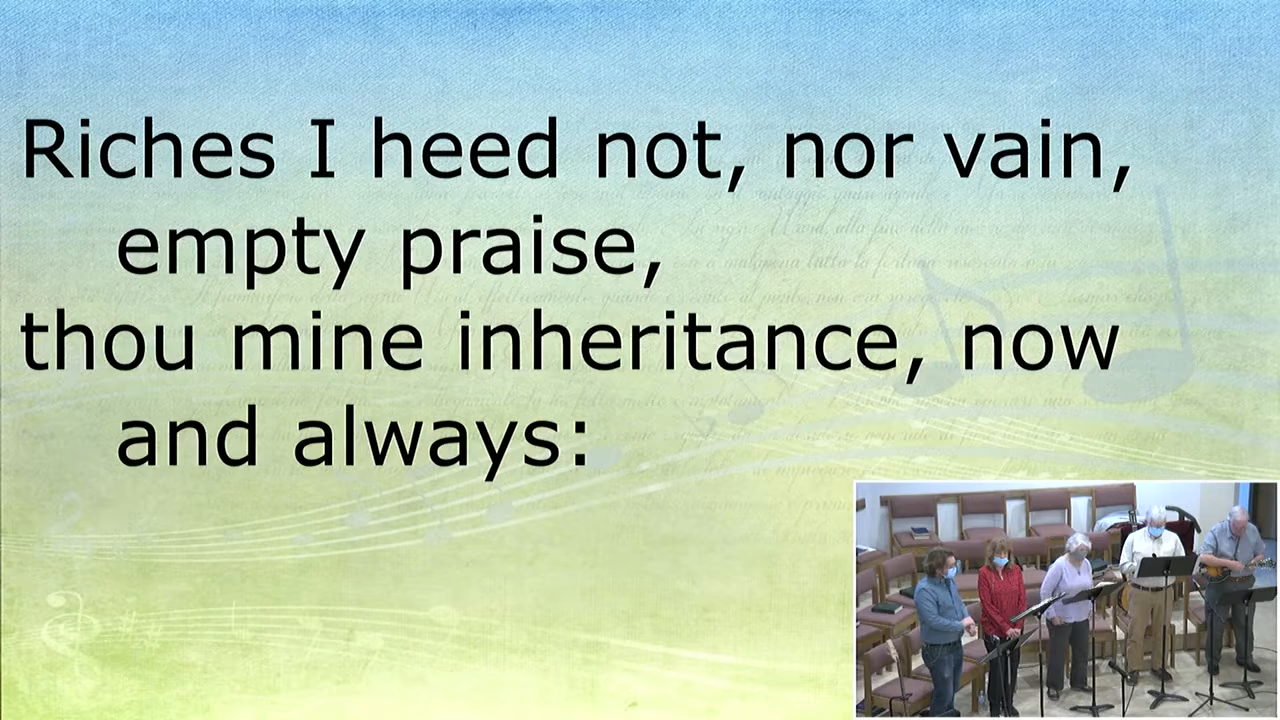 Riches I heed not, nor vain,
empty praise,
thou mine inheritance, now
and always: